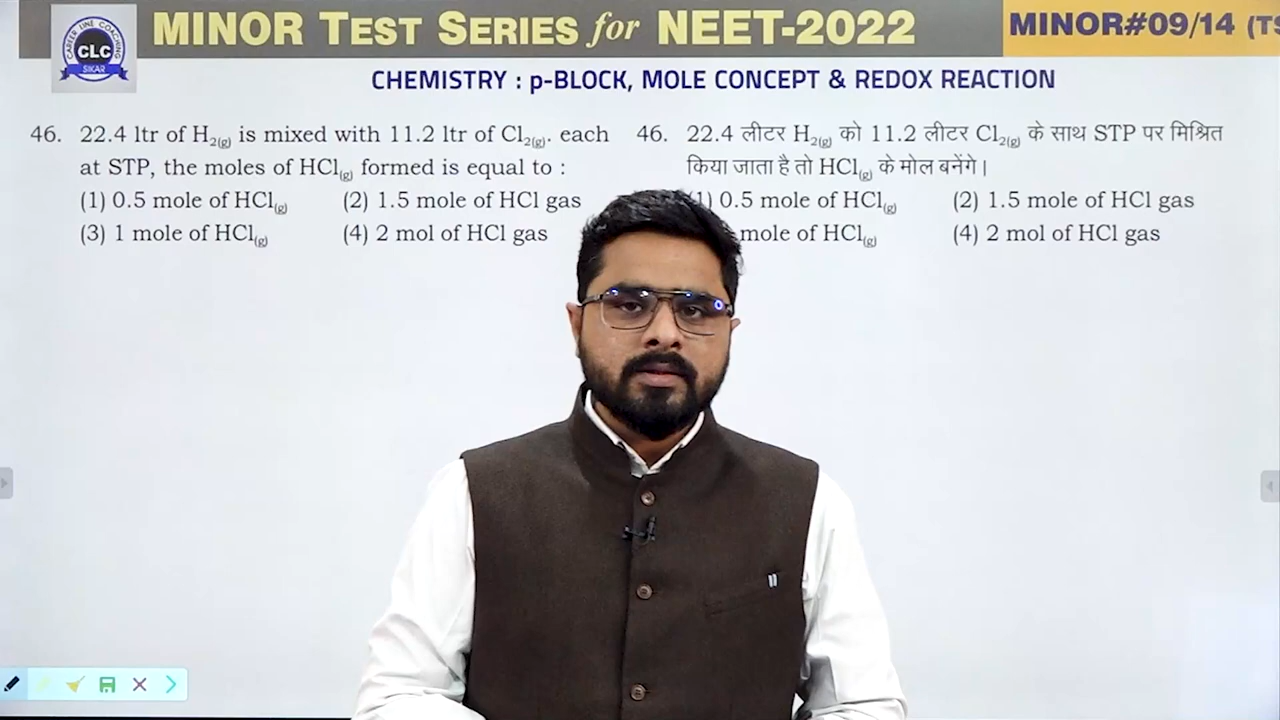 MINOR TEST SERIES for NEET-2022
MINOR#09/14 (TS
CAREER LINE COACHING
CLC
SIKAR
CHEMISTRY : p-BLOCK, MOLE CONCEPT & REDOX REACTION
46. 22.4 ltr of H2(g) is mixed with 11.2 ltr of Cl2(g). each
at STP, the moles of HCl(g) formed is equal to :
(1) 0.5 mole of HCl(g) (2) 1.5 mole of HCl gas
(3) 1 mole of HCl(g) (4) 2 mol of HCl gas
46. 22.4 लीटर H2(g) को 11.2 लीटर Cl2(g) के साथ STP पर मिश्रित
किया जाता है तो HCl(g) के मोल बनेंगे।
1) 0.5 mole of HCl(g) (2) 1.5 mole of HCl gas
mole of HCl(g) (4) 2 mol of HCl gas